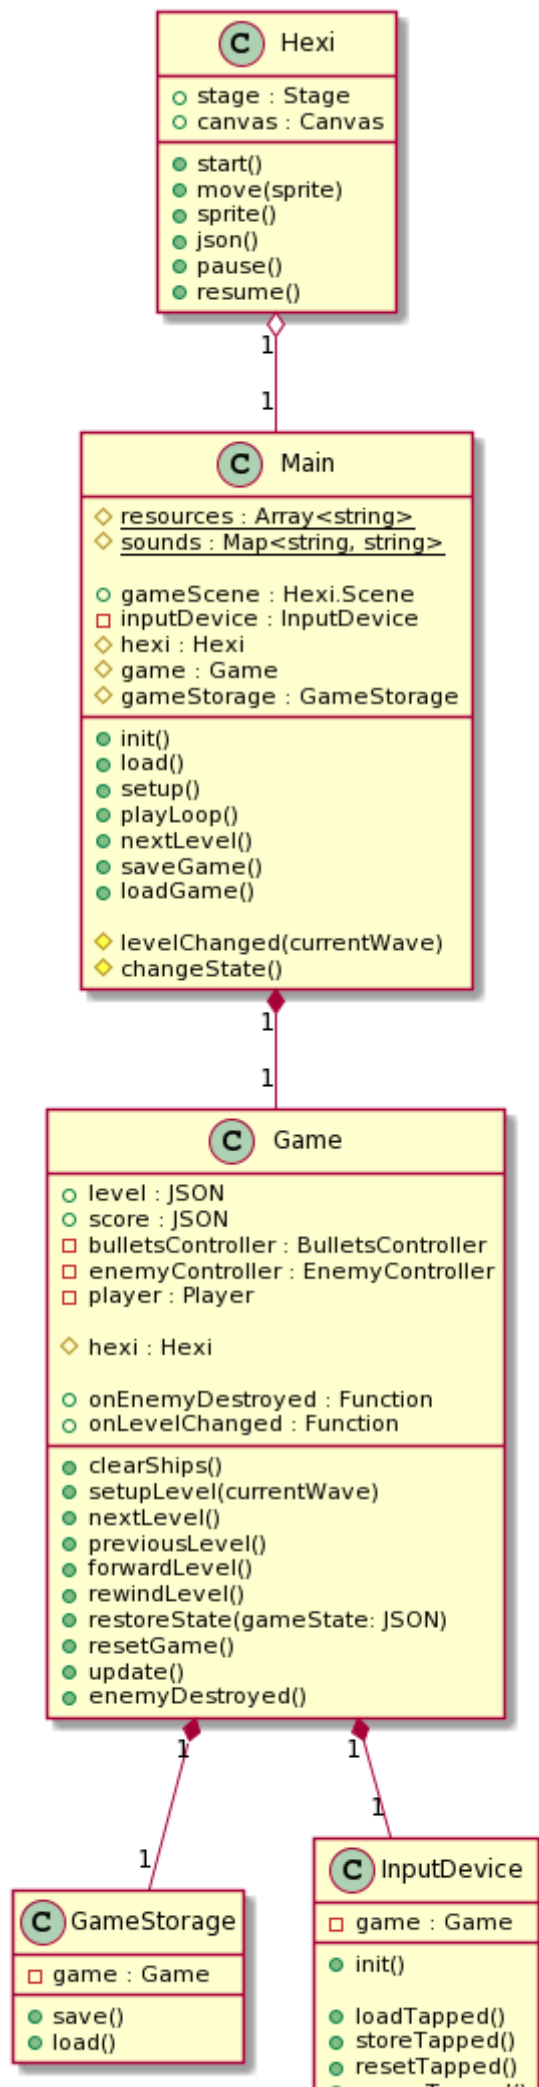 C Hexi
stage : Stage
canvas : Canvas
start()
move(sprite)
sprite()
json()
pause()
resume()
1
1
C Main
resources : Array<string>
sounds : Map<string, string>
gameScene : Hexi.Scene
inputDevice : InputDevice
hexi : Hexi
game : Game
gameStorage : GameStorage
init()
load()
setup()
playLoop()
nextLevel()
saveGame()
loadGame()
levelChanged(currentWave)
changeState()
1
1
C Game
level : JSON
score : JSON
bulletsController : BulletsController
enemyController : EnemyController
player : Player
hexi : Hexi
onEnemyDestroyed : Function
onLevelChanged : Function
clearShips()
setupLevel(currentWave)
nextLevel()
previousLevel()
forwardLevel()
rewindLevel()
restoreState(gameState: JSON)
resetGame()
update()
enemyDestroyed()
1
1
1
1
C GameStorage
game : Game
save()
load()
C InputDevice
game : Game
init()
loadTapped()
storeTapped()
resetTapped()